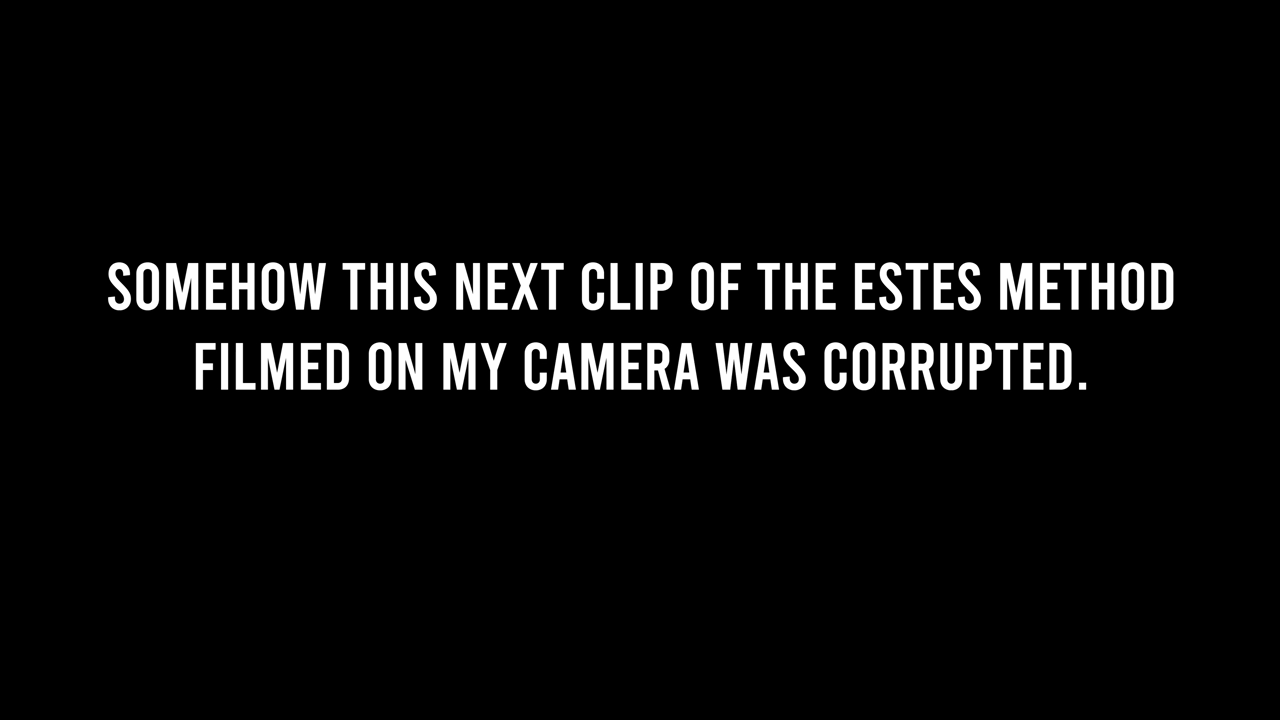 SOMEHOW THIS NEXT CLIP OF THE ESTES METHOD
FILMED ON MY CAMERA WAS CORRUPTED.